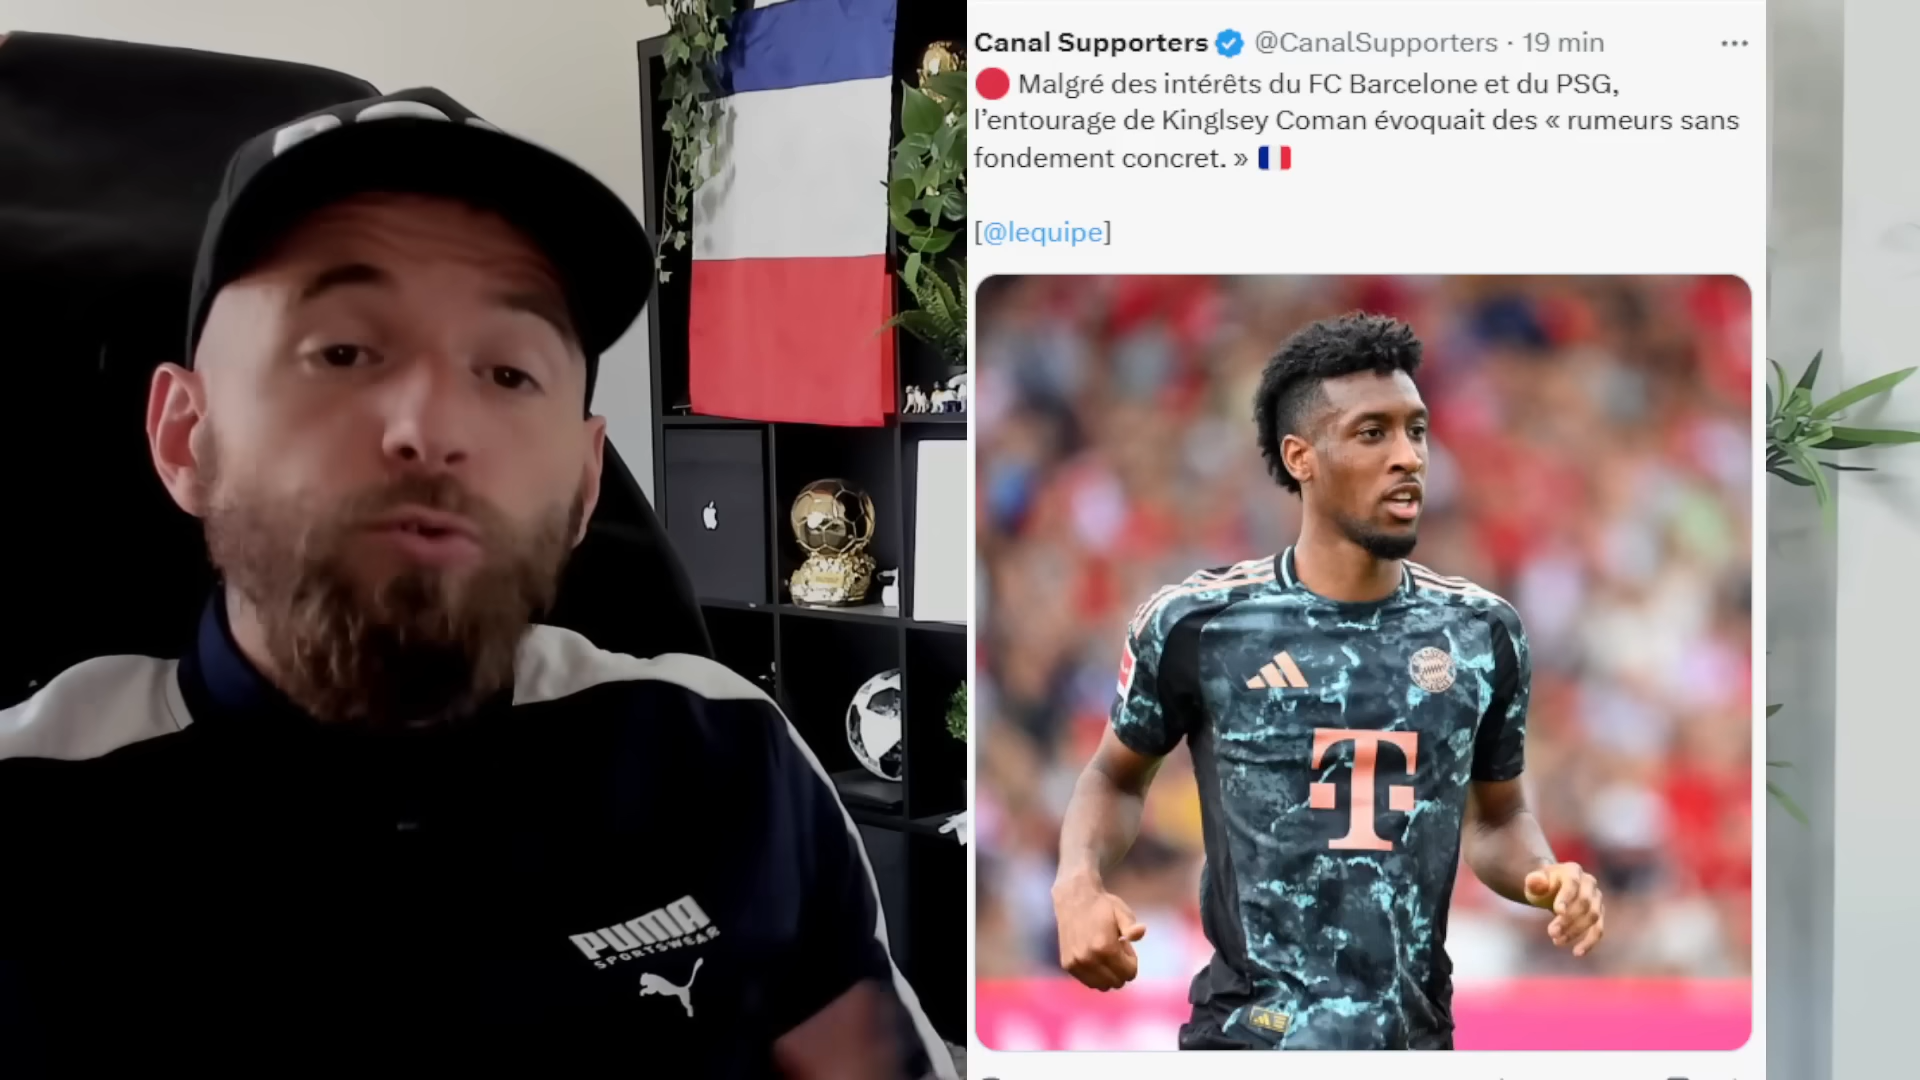 Canal Supporters @CanalSupporters · 19 min
🔴 Malgré des intérêts du FC Barcelone et du PSG,
l'entourage de Kinglsey Coman évoquait des « rumeurs sans
fondement concret. » 🇫🇷
[@lequipe]
T
PUMA
SPORTSWEAR